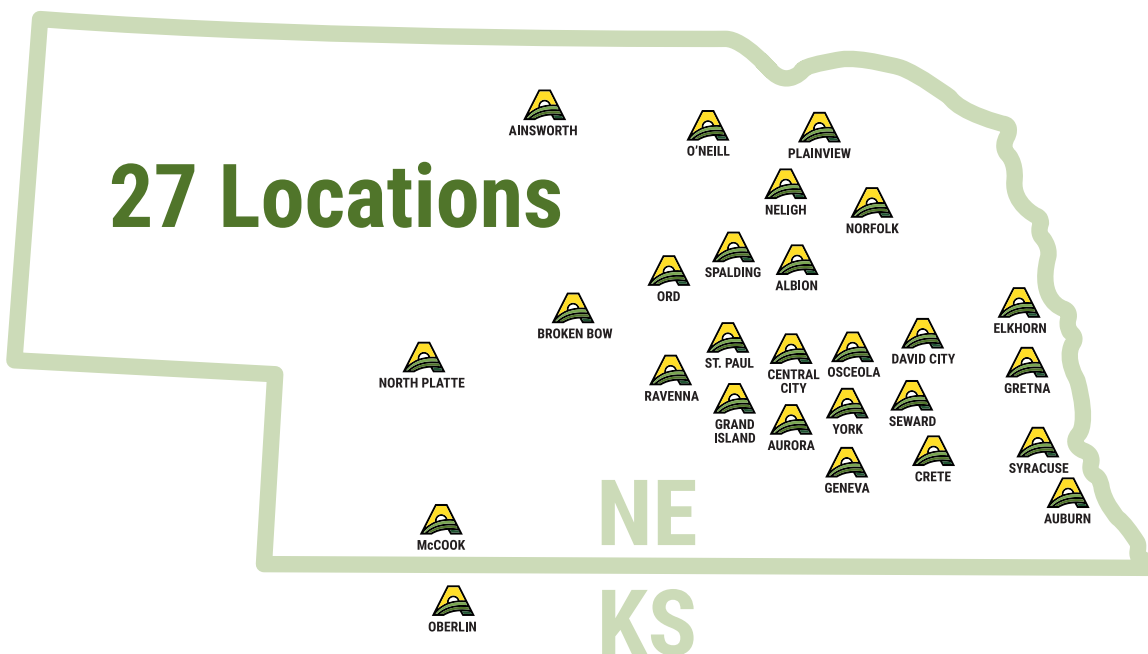 AINSWORTH
O'NEILL
PLAINVIEW
27 Locations
NELIGH
NORFOLK
SPALDING
ALBION
ORD
BROKEN BOW
ELKHORN
NORTH PLATTE
ST. PAUL
CENTRAL
CITY
OSCEOLA
DAVID CITY
RAVENNA
GRETNA
GRAND
ISLAND
AURORA
YORK
SEWARD
GENEVA
CRETE
SYRACUSE
AUBURN
NE
McCOOK
KS
OBERLIN